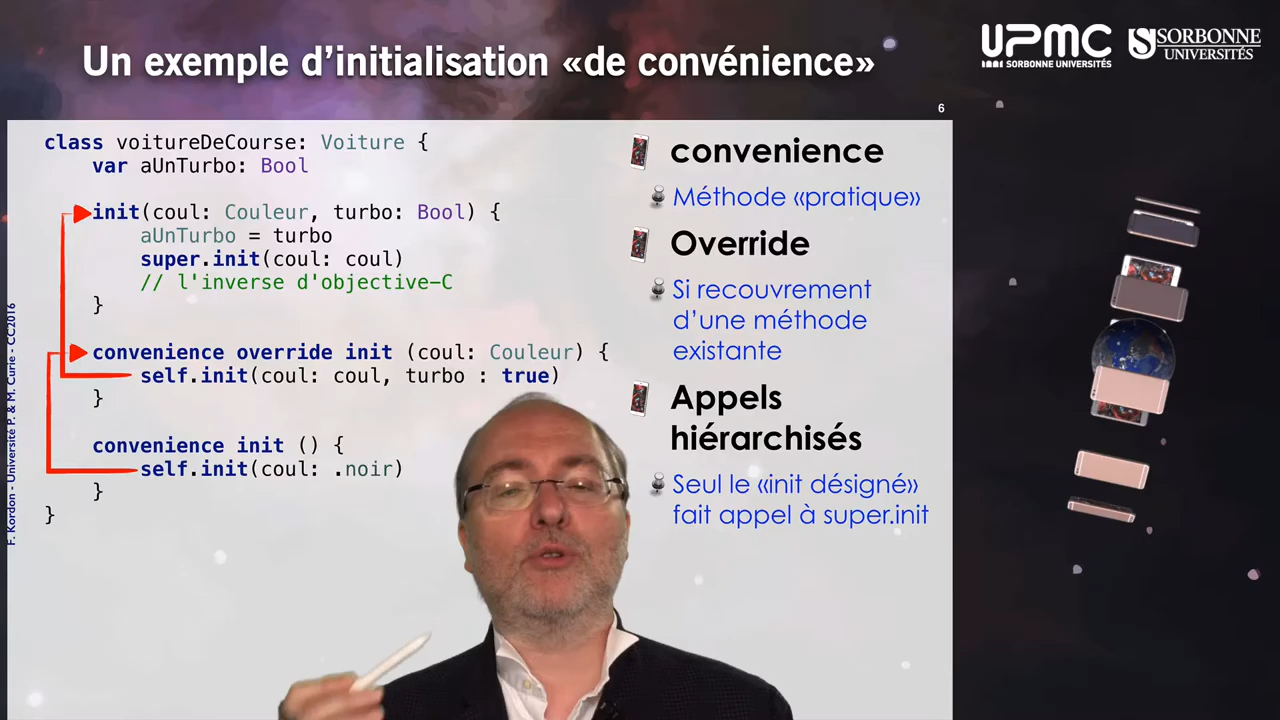 Un exemple d'initialisation «de convénience»
UPMC
SORBONNE UNIVERSITÉS
SORBONNE
UNIVERSITÉS
6
class voitureDeCourse: Voiture {
var aUnTurbo: Bool
init(coul: Couleur, turbo: Bool) {
aUnTurbo = turbo
super.init(coul: coul)
// l'inverse d'objective-C
}
convenience override init (coul: Couleur) {
self.init(coul: coul, turbo : true)
}
convenience init () {
self.init(coul: .noir)
}
}
convenience
Méthode «pratique»
Override
Si recouvrement
d'une méthode
existante
Appels
hiérarchisés
Seul le «init désigné»
fait appel à super.init
F. Kordon - Université P. & M. Curie - CC2016